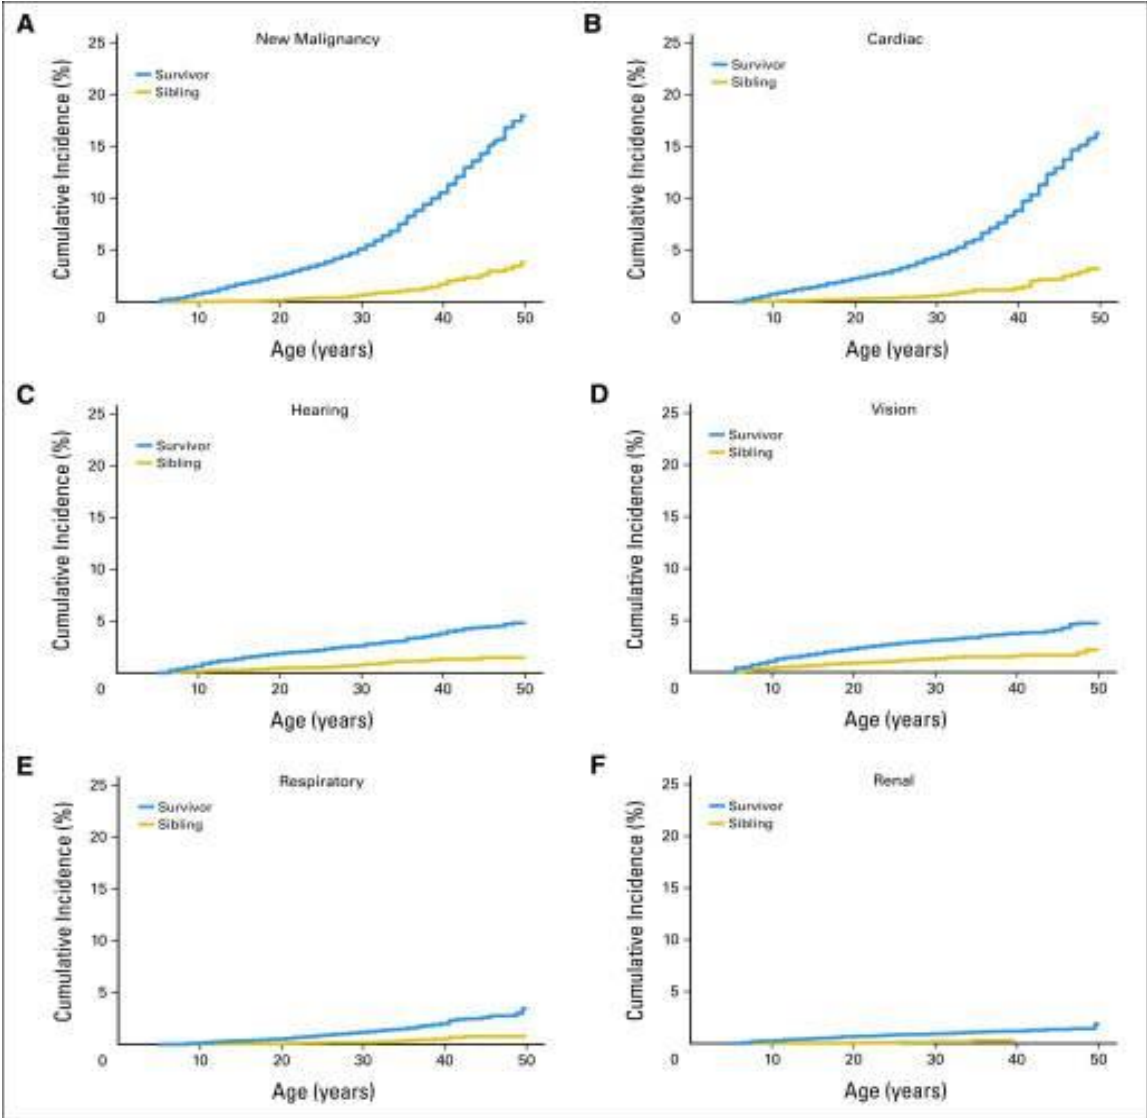 A
New Malignancy
Cumulative Incidence (%)
25
20
15
10
5
0
Survivor
Sibling
10 20 30 40 50
Age (years)
B
Cardiac
Cumulative Incidence (%)
25
20
15
10
5
0
Survivor
Sibling
10 20 30 40 50
Age (years)
C
Hearing
Cumulative Incidence (%)
25
20
15
10
5
0
Survivor
Sibling
10 20 30 40 50
Age (years)
D
Vision
Cumulative Incidence (%)
25
20
15
10
5
0
Survivor
Sibling
10 20 30 40 50
Age (years)
E
Respiratory
Cumulative Incidence (%)
25
20
15
10
5
0
Survivor
Sibling
10 20 30 40 50
Age (years)
F
Renal
Cumulative Incidence (%)
25
20
15
10
5
0
Survivor
Sibling
10 20 30 40 50
Age (years)